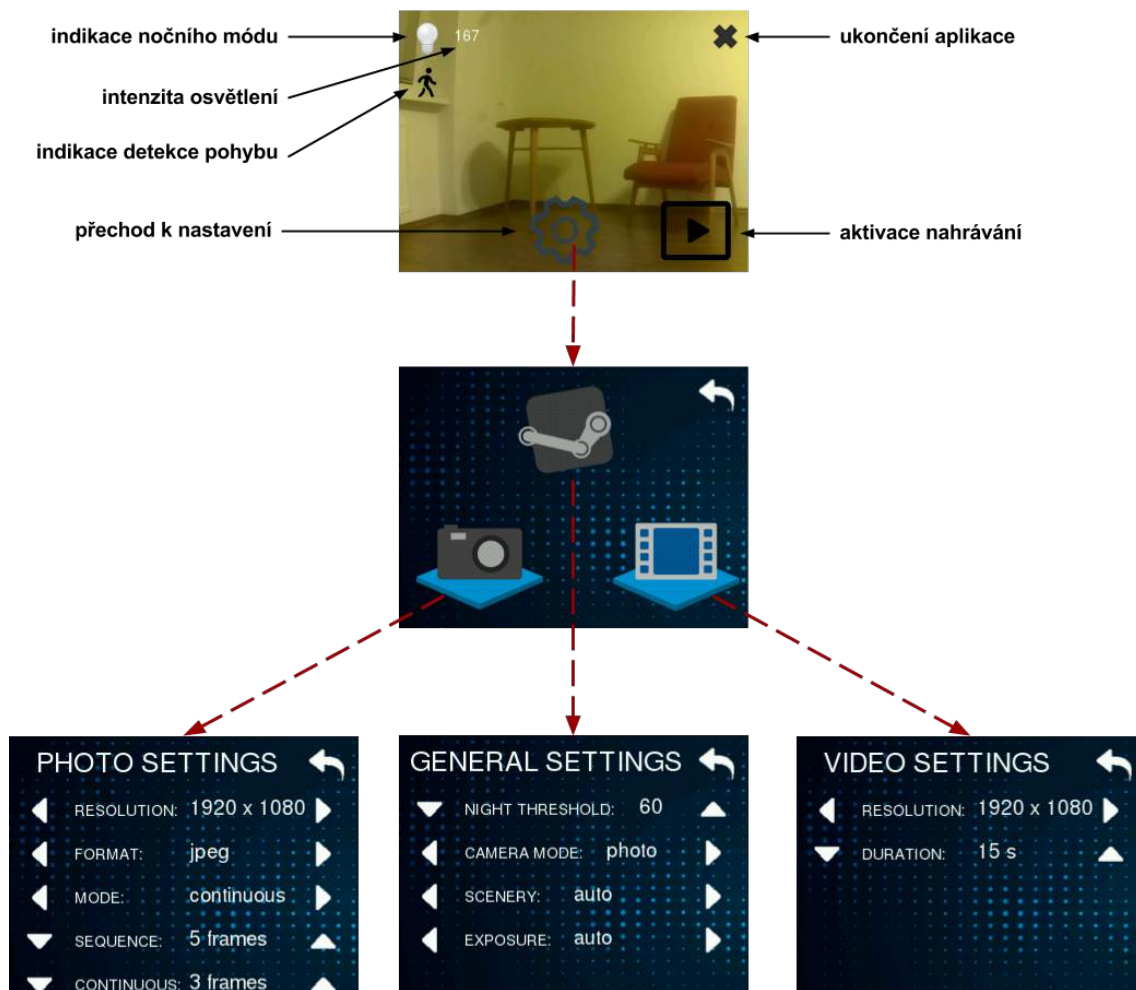 indikace nočního módu
167
ukončení aplikace
intenzita osvětlení
indikace detekce pohybu
přechod k nastavení
aktivace nahrávání
PHOTO SETTINGS
RESOLUTION: 1920 x 1080
FORMAT: jpeg
MODE: continuous
SEQUENCE: 5 frames
CONTINUOUS: 3 frames
GENERAL SETTINGS
NIGHT THRESHOLD: 60
CAMERA MODE: photo
SCENERY: auto
EXPOSURE: auto
VIDEO SETTINGS
RESOLUTION: 1920 x 1080
DURATION: 15 s